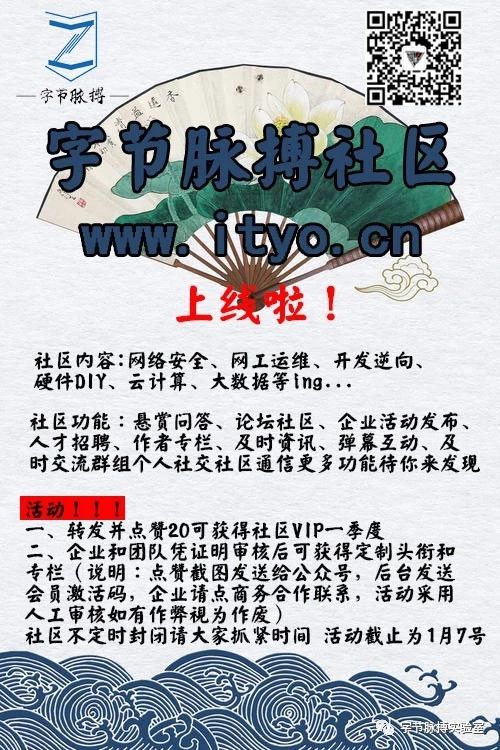 字节脉搏
字节脉搏社区
www.ityo.cn
上线啦！
社区内容:网络安全、网工运维、开发逆向、
硬件DIY、云计算、大数据等ing...
社区功能：悬赏问答、论坛社区、企业活动发布、
人才招聘、作者专栏、及时资讯、弹幕互动、及
时交流群组个人社交社区通信更多功能待你来发现
活动！！！
一、转发并点赞20可获得社区VIP一季度
二、企业和团队凭证明审核后可获得定制头衔和
专栏（说明：点赞截图发送给公众号，后台发送
会员激活码，企业请点商务合作联系，活动采用
人工审核如有作弊视为作废）
社区不定时封闭请大家抓紧时间 活动截止为1月7号
字节脉搏实验室